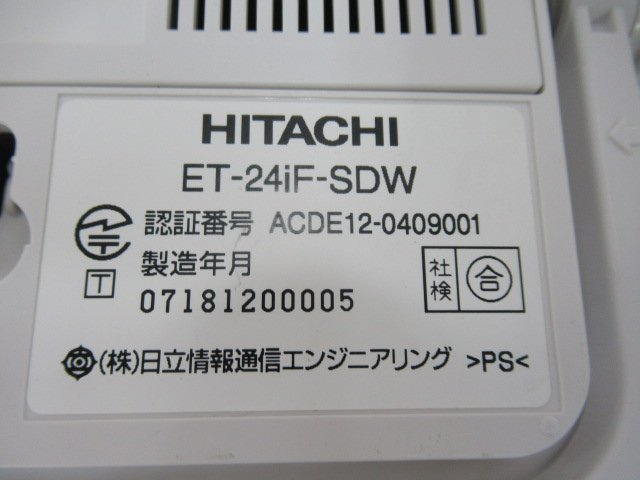 HITACHI
ET-24iF-SDW
認証番号 ACDE12-0409001
T
製造年月
07181200005
社検 合
(株)日立情報通信エンジニアリング >PS<